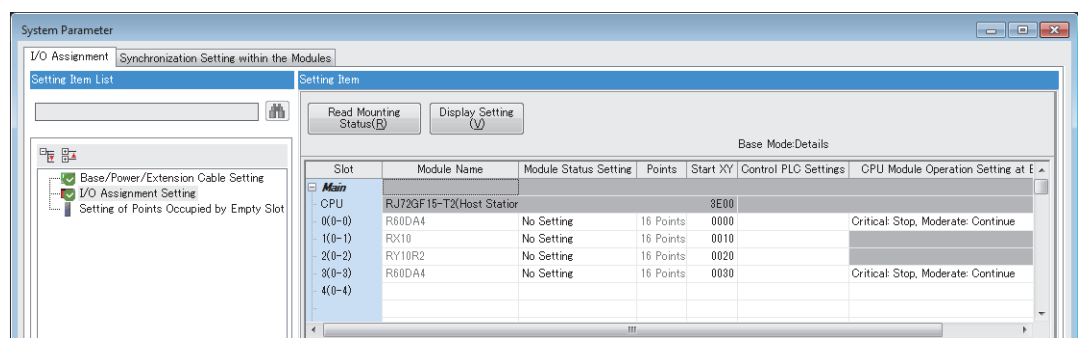 System Parameter
I/O Assignment Synchronization Setting within the Modules
Setting Item List
Setting Item
Read Mounting
Status(R)
Display Setting
(V)
Base Mode:Details
Base/Power/Extension Cable Setting
I/O Assignment Setting
Setting of Points Occupied by Empty Slot
Slot Module Name Module Status Setting Points Start XY Control PLC Settings CPU Module Operation Setting at E
Main
CPU RJ72GF15-T2(Host Station 3E00
0(0-0) R60DA4 No Setting 16 Points 0000 Critical: Stop, Moderate: Continue
1(0-1) RX10 No Setting 16 Points 0010
2(0-2) RY10R2 No Setting 16 Points 0020
3(0-3) R60DA4 No Setting 16 Points 0030 Critical: Stop, Moderate: Continue
4(0-4)